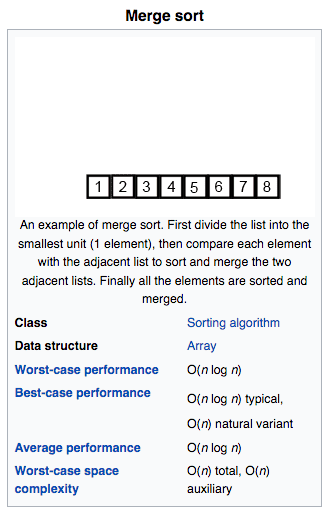 Merge sort
1 2 3 4 5 6 7 8
An example of merge sort. First divide the list into the
smallest unit (1 element), then compare each element
with the adjacent list to sort and merge the two
adjacent lists. Finally all the elements are sorted and
merged.
Class Sorting algorithm
Data structure Array
Worst-case performance O(n log n)
Best-case performance O(n log n) typical,
O(n) natural variant
Average performance O(n log n)
Worst-case space O(n) total, O(n)
complexity auxiliary